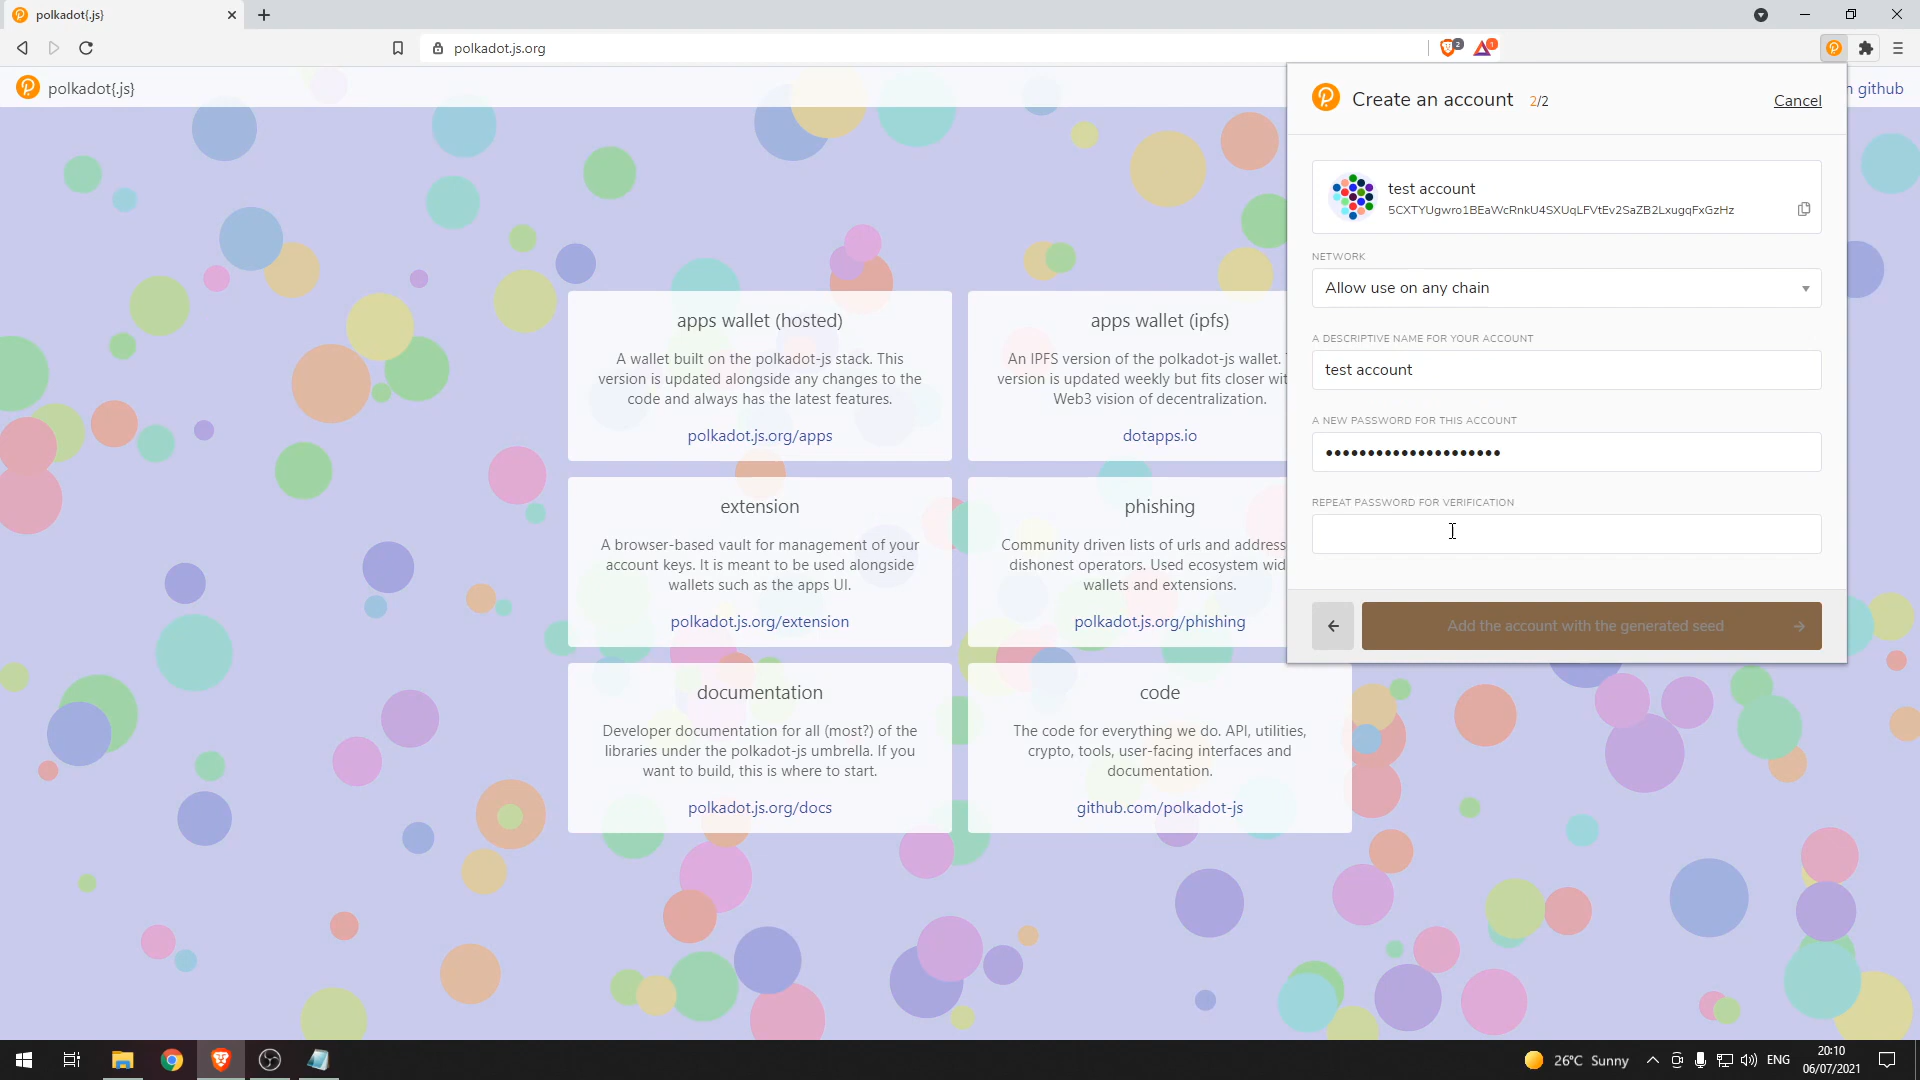 polkadot{.js}
polkadot.js.org
2
1
polkadot{.js}
github
Create an account 2/2
Cancel
test account
5CXTYUgwro1BEaWcRnkU4SXUqLFVtEv2SaZB2LxugqFxGzHz
NETWORK
Allow use on any chain
A DESCRIPTIVE NAME FOR YOUR ACCOUNT
test account
A NEW PASSWORD FOR THIS ACCOUNT
•••••••••••••••••••••
REPEAT PASSWORD FOR VERIFICATION
Add the account with the generated seed
apps wallet (hosted)
A wallet built on the polkadot-js stack. This
version is updated alongside any changes to the
code and always has the latest features.
polkadot.js.org/apps
apps wallet (ipfs)
An IPFS version of the polkadot-js wallet.
version is updated weekly but fits closer
Web3 vision of decentralization.
dotapps.io
extension
A browser-based vault for management of your
account keys. It is meant to be used alongside
wallets such as the apps UI.
polkadot.js.org/extension
phishing
Community driven lists of urls and
dishonest operators. Used ecosystem
wallets and extensions.
polkadot.js.org/phishing
documentation
Developer documentation for all (most?) of the
libraries under the polkadot-js umbrella. If you
want to build, this is where to start.
polkadot.js.org/docs
code
The code for everything we do. API, utilities,
crypto, tools, user-facing interfaces and
documentation.
github.com/polkadot-js
26°C Sunny
ENG
20:10
06/07/2021